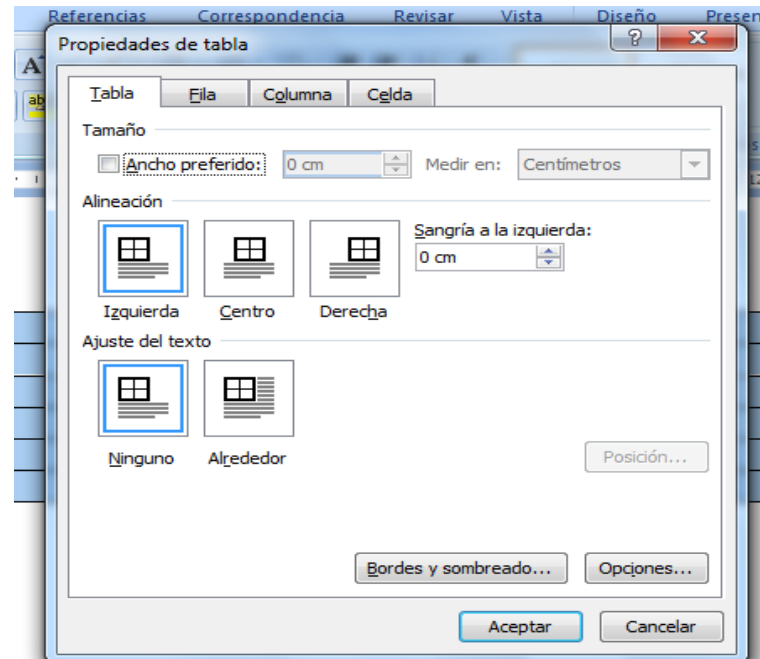 Referencias Correspondencia Revisar Vista Diseño Presen
Propiedades de tabla
Tabla Fila Columna Celda
Tamaño
Ancho preferido: 0 cm Medir en: Centímetros
Alineación
Sangría a la izquierda:
0 cm
Izquierda Centro Derecha
Ajuste del texto
Ninguno Alrededor
Posición...
Bordes y sombreado... Opciones...
Aceptar Cancelar